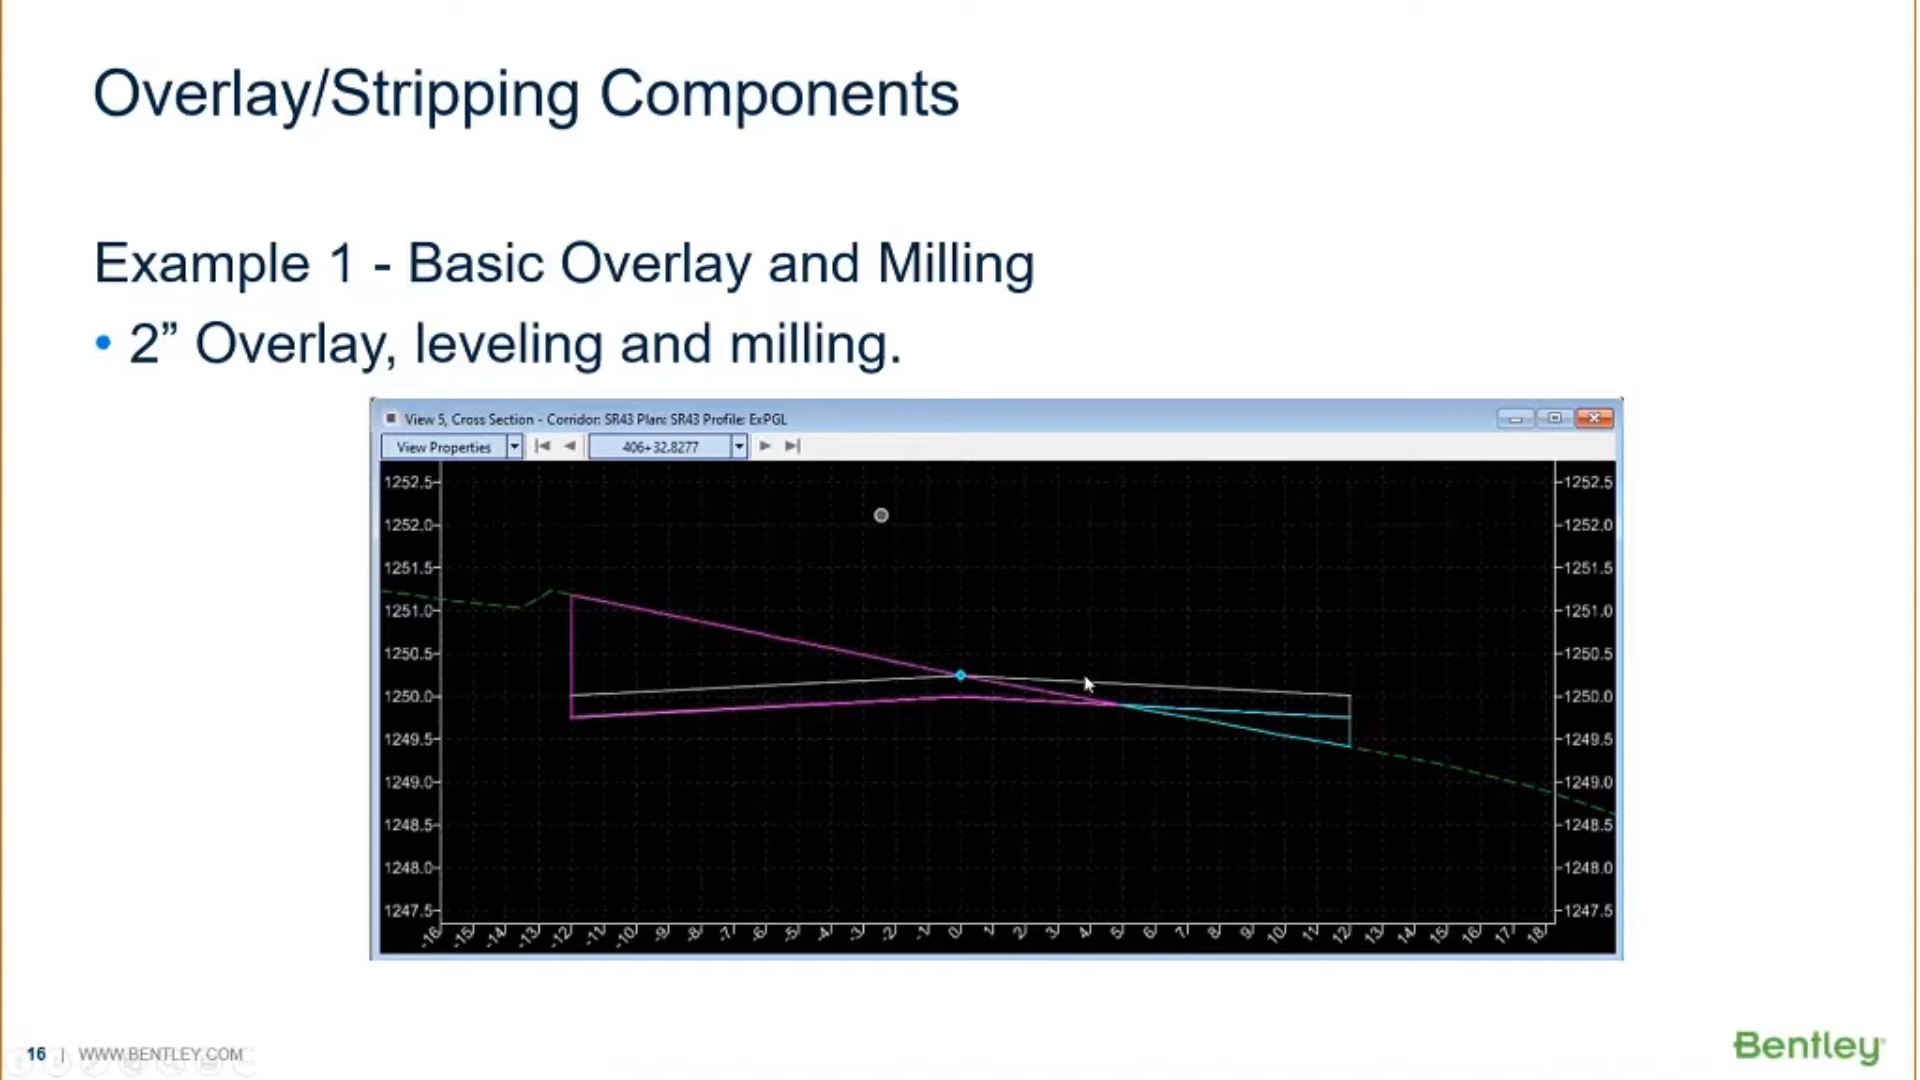 Overlay/Stripping Components
Example 1 - Basic Overlay and Milling
• 2” Overlay, leveling and milling.
View 5, Cross Section - Corridor: SR43 Plan: SR43 Profile: ExPGL
View Properties 406+32.8277
1252.5 1252.5
1252.0 1252.0
1251.5 1251.5
1251.0 1251.0
1250.5 1250.5
1250.0 1250.0
1249.5 1249.5
1249.0 1249.0
1248.5 1248.5
1248.0 1248.0
1247.5 1247.5
-16 -15 -14 -13 -12 -11 -10 -9 -8 -7 -6 -5 -4 -3 -2 -1 0 1 2 3 4 5 6 7 8 9 10 11 12 13 14 15 16 17 18
16 | WWW.BENTLEY.COM
Bentley